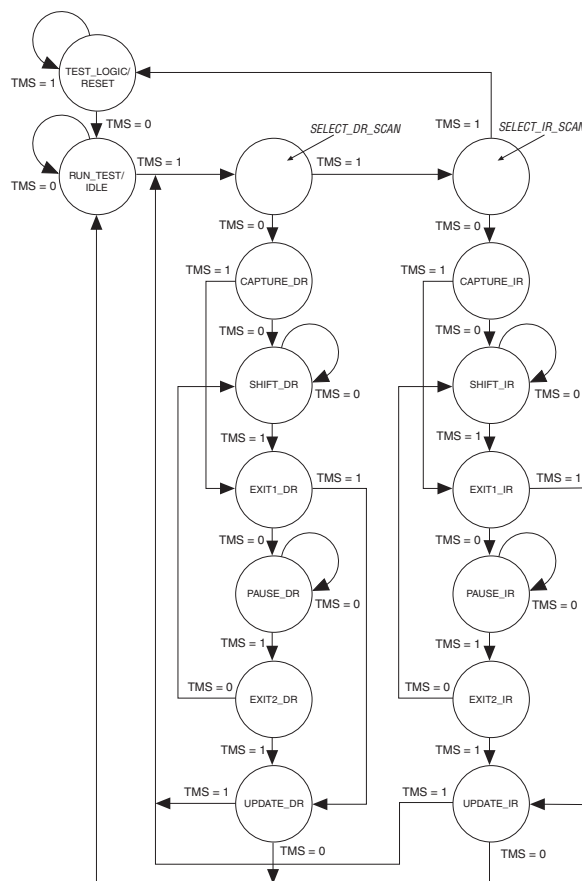 TEST_LOGIC/
RESET
TMS = 1
TMS = 0
SELECT_DR_SCAN
TMS = 1
SELECT_IR_SCAN
RUN_TEST/
IDLE
TMS = 0
TMS = 1
TMS = 1
TMS = 0
TMS = 0
TMS = 1
CAPTURE_DR
TMS = 1
CAPTURE_IR
TMS = 0
TMS = 0
SHIFT_DR
TMS = 0
SHIFT_IR
TMS = 0
TMS = 1
TMS = 1
EXIT1_DR
TMS = 1
EXIT1_IR
TMS = 1
TMS = 0
TMS = 0
PAUSE_DR
TMS = 0
PAUSE_IR
TMS = 0
TMS = 1
TMS = 1
TMS = 0
EXIT2_DR
TMS = 0
EXIT2_IR
TMS = 1
TMS = 1
TMS = 1
UPDATE_DR
TMS = 1
UPDATE_IR
TMS = 0
TMS = 0